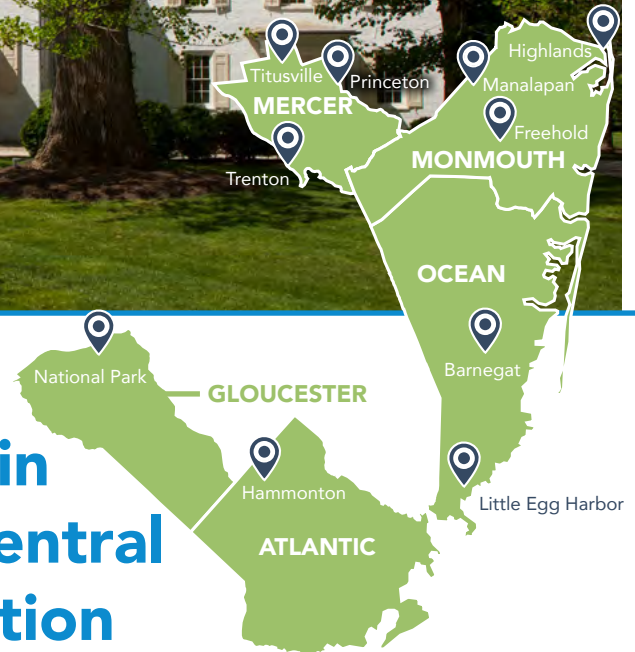 Highlands
Titusville
Princeton
Manalapan
MERCER
Freehold
MONMOUTH
Trenton
OCEAN
Barnegat
National Park
GLOUCESTER
in
Hammonton
Little Egg Harbor
entral
ATLANTIC
tion